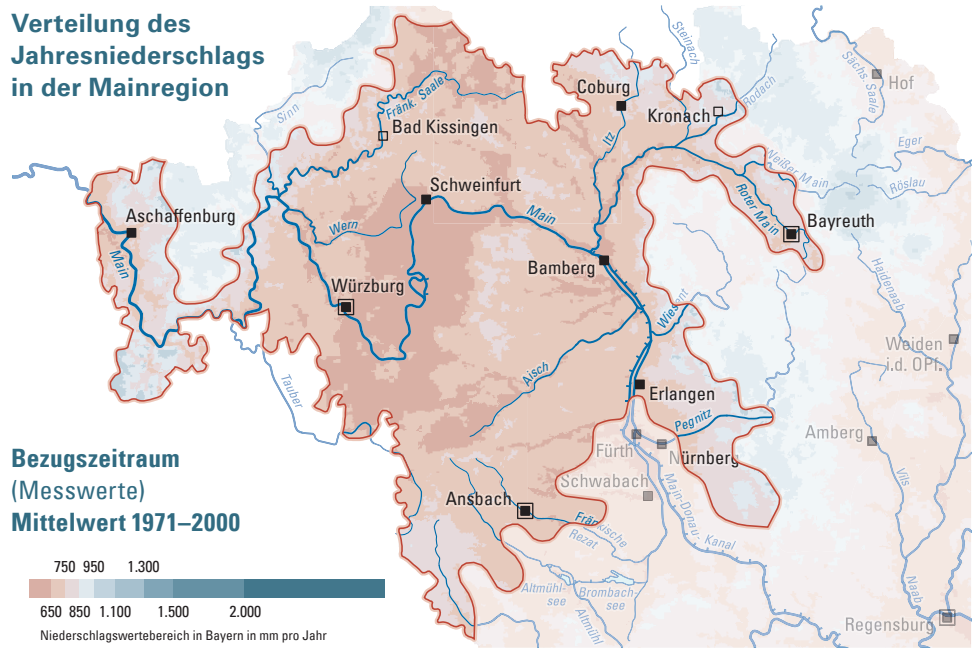 Verteilung des
Jahresniederschlags
in der Mainregion
Steinach
Sächs. Saale
Hof
Coburg
Rodach
Kronach
Sinn
Fränk. Saale
Bad Kissingen
Itz
Eger
Weißer Main
Röslau
Schweinfurt
Roter Main
Aschaffenburg
Wern
Main
Bayreuth
Main
Bamberg
Haidenaab
Würzburg
Wiesent
Weiden
i.d. OPf.
Aisch
Tauber
Erlangen
Pegnitz
Amberg
Fürth
Nürnberg
Bezugszeitraum
(Messwerte)
Mittelwert 1971–2000
Schwabach
Vils
Ansbach
Main-Donau-Kanal
Fränkische
Rezat
Altmühl-
see
Brombach-
see
Altmühl
Naab
Regensburg
750 950 1.300
650 850 1.100 1.500 2.000
Niederschlagswertebereich in Bayern in mm pro Jahr